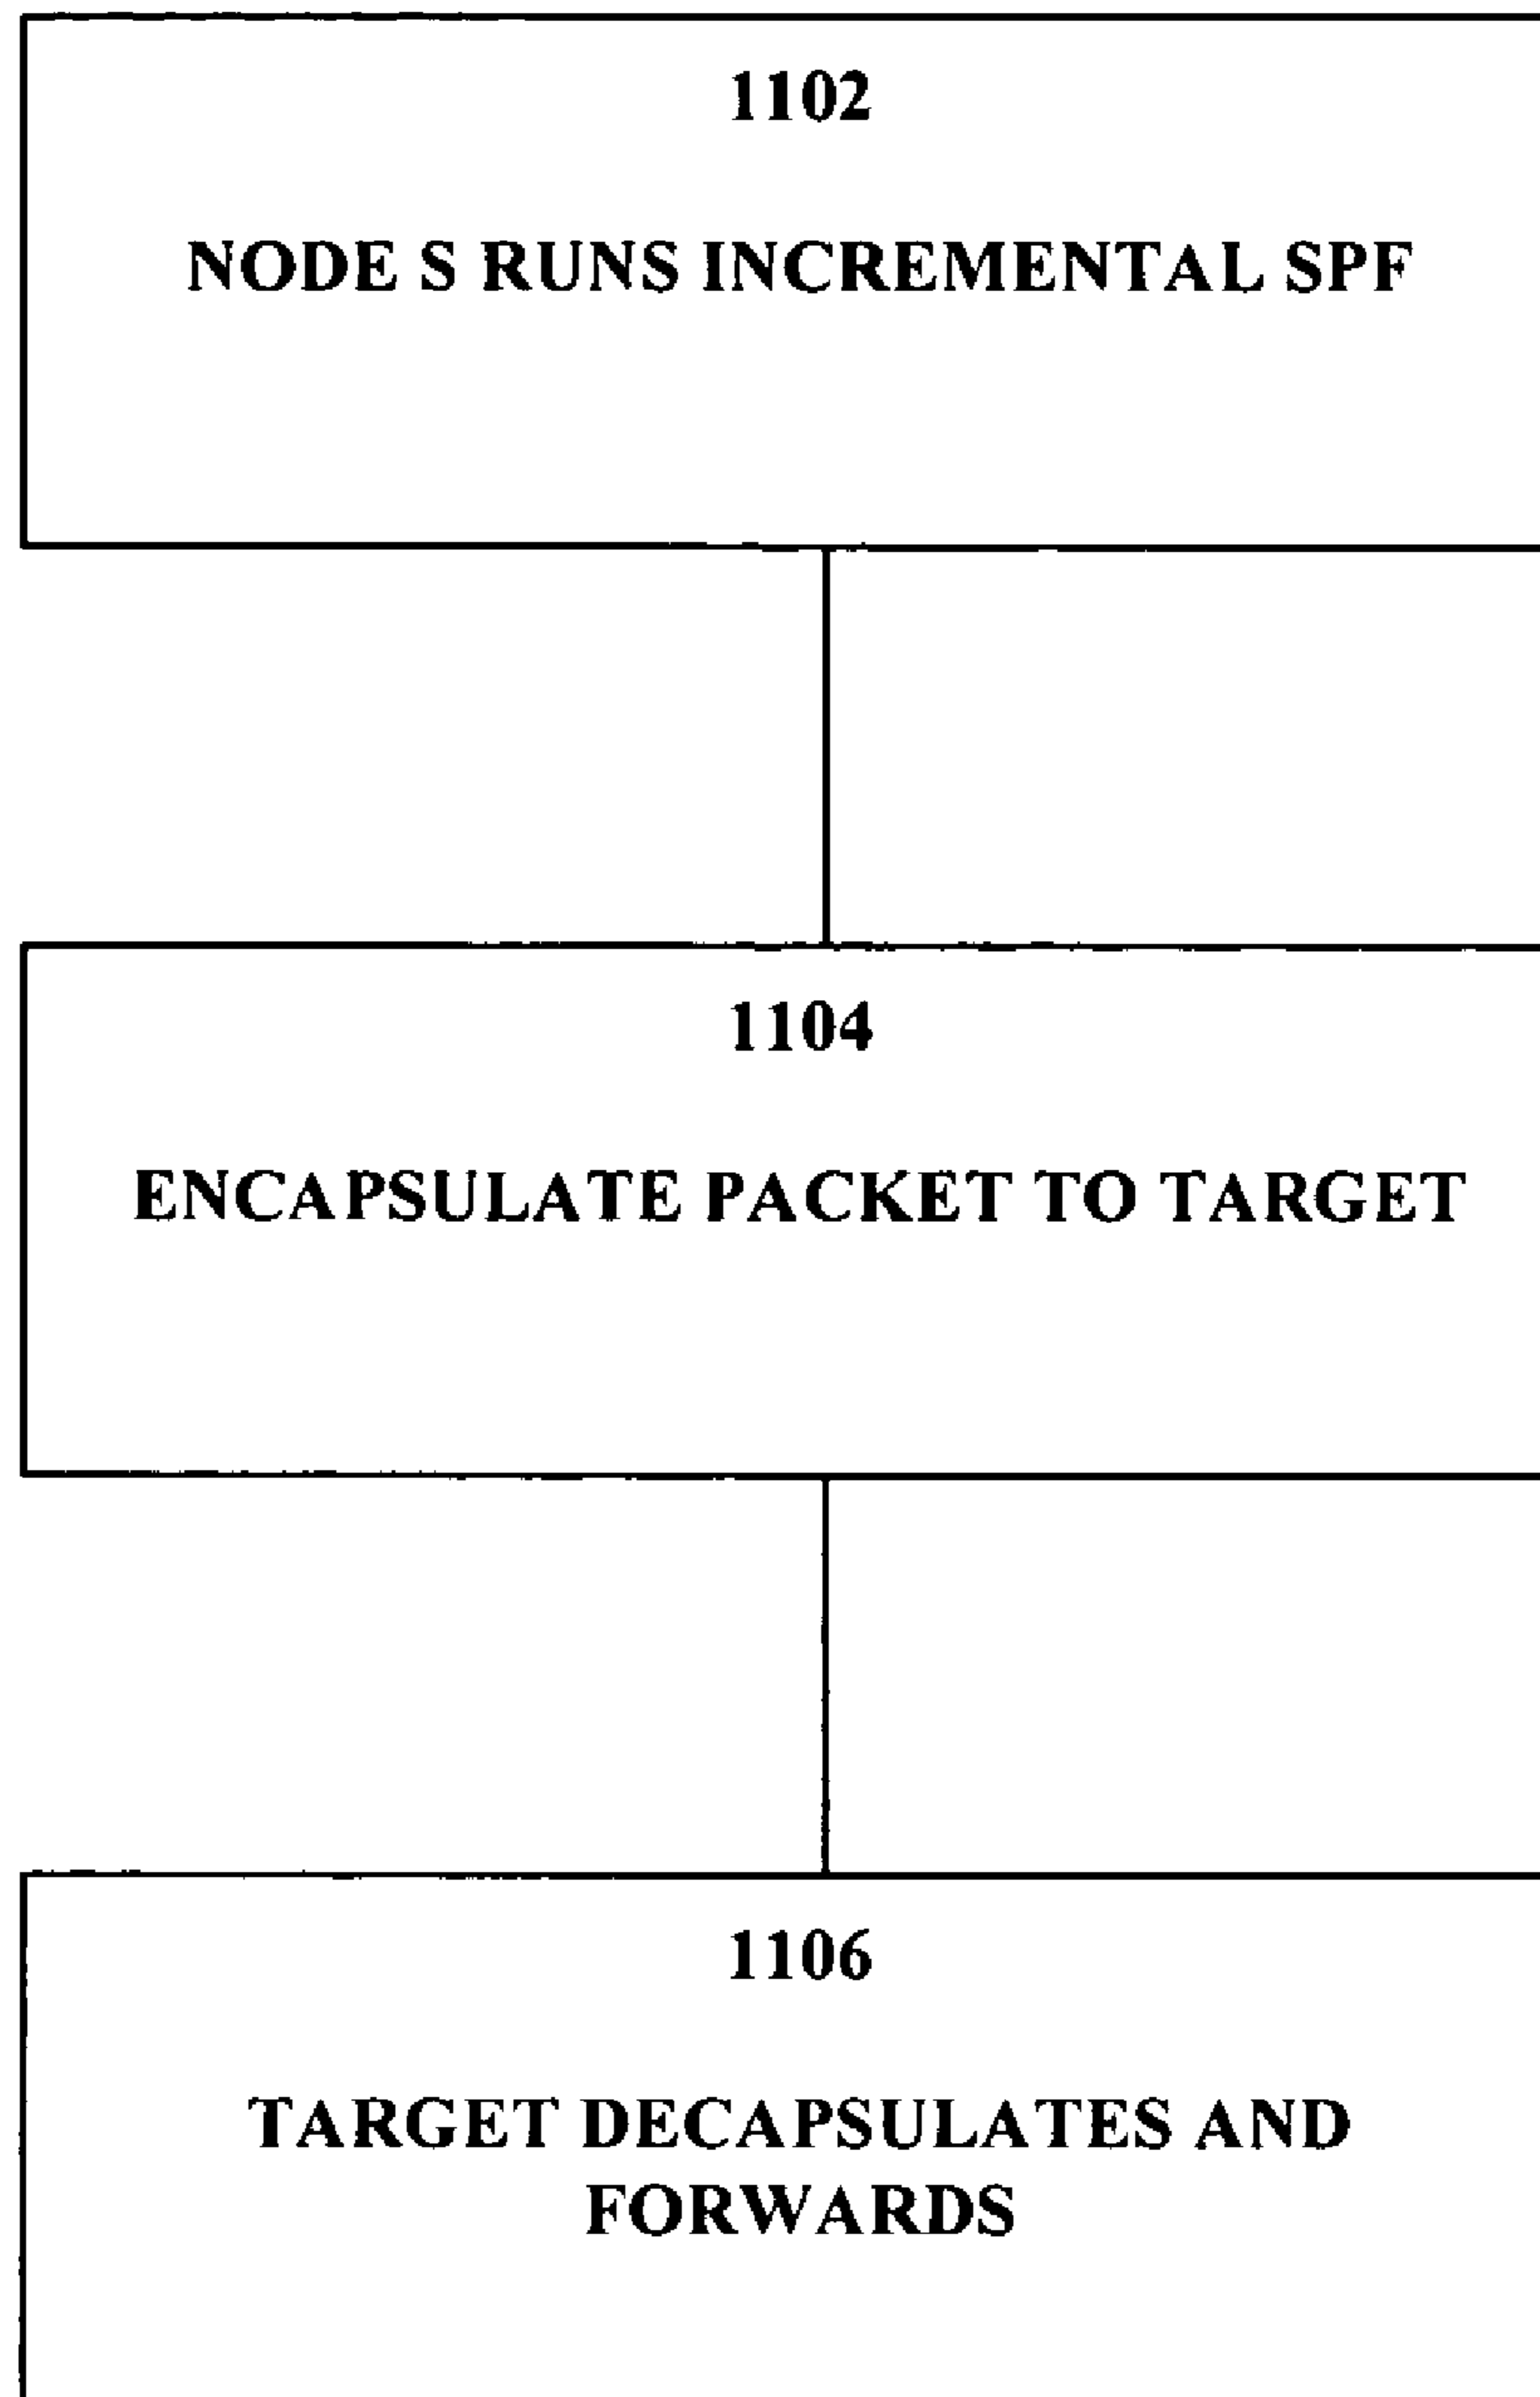 1102
NODE S RUNS INCREMENTAL SPF
1104
ENCAPSULATE PACKET TO TARGET
1106
TARGET DECAPSULATES AND
FORWARDS